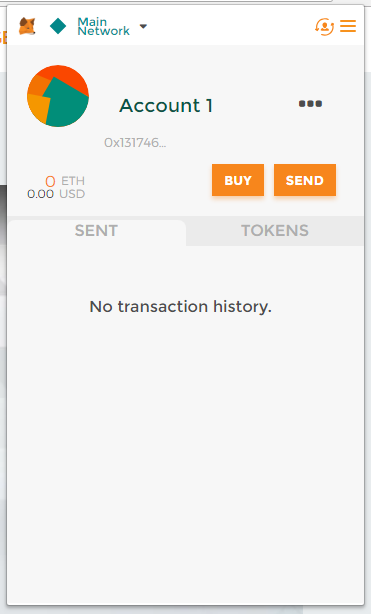 Main
Network
Account 1
0x131746...
0 ETH
0.00 USD
BUY
SEND
SENT
TOKENS
No transaction history.